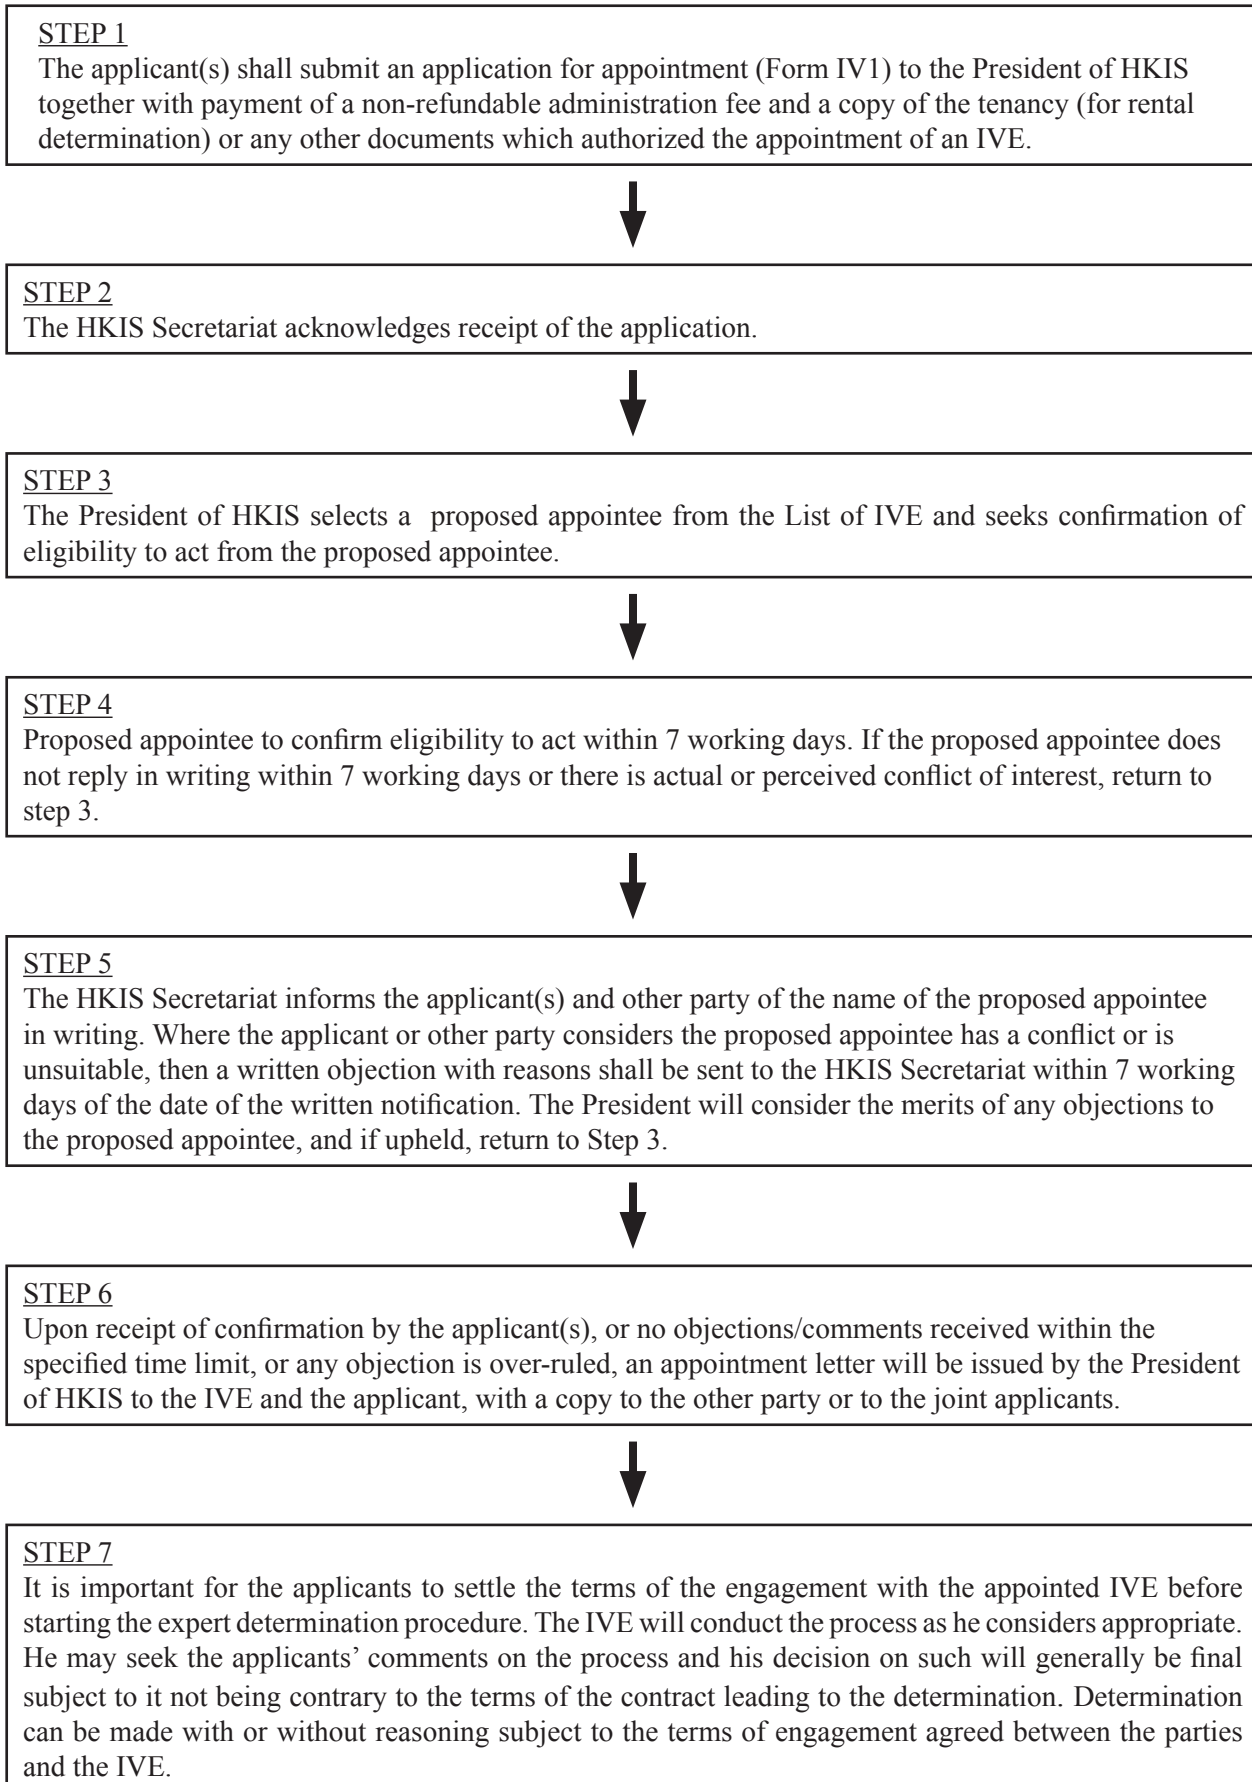 STEP 1
The applicant(s) shall submit an application for appointment (Form IV1) to the President of HKIS
together with payment of a non-refundable administration fee and a copy of the tenancy (for rental
determination) or any other documents which authorized the appointment of an IVE.
STEP 2
The HKIS Secretariat acknowledges receipt of the application.
STEP 3
The President of HKIS selects a proposed appointee from the List of IVE and seeks confirmation of
eligibility to act from the proposed appointee.
STEP 4
Proposed appointee to confirm eligibility to act within 7 working days. If the proposed appointee does
not reply in writing within 7 working days or there is actual or perceived conflict of interest, return to
step 3.
STEP 5
The HKIS Secretariat informs the applicant(s) and other party of the name of the proposed appointee
in writing. Where the applicant or other party considers the proposed appointee has a conflict or is
unsuitable, then a written objection with reasons shall be sent to the HKIS Secretariat within 7 working
days of the date of the written notification. The President will consider the merits of any objections to
the proposed appointee, and if upheld, return to Step 3.
STEP 6
Upon receipt of confirmation by the applicant(s), or no objections/comments received within the
specified time limit, or any objection is over-ruled, an appointment letter will be issued by the President
of HKIS to the IVE and the applicant, with a copy to the other party or to the joint applicants.
STEP 7
It is important for the applicants to settle the terms of the engagement with the appointed IVE before
starting the expert determination procedure. The IVE will conduct the process as he considers appropriate.
He may seek the applicants' comments on the process and his decision on such will generally be final
subject to it not being contrary to the terms of the contract leading to the determination. Determination
can be made with or without reasoning subject to the terms of engagement agreed between the parties
and the IVE.